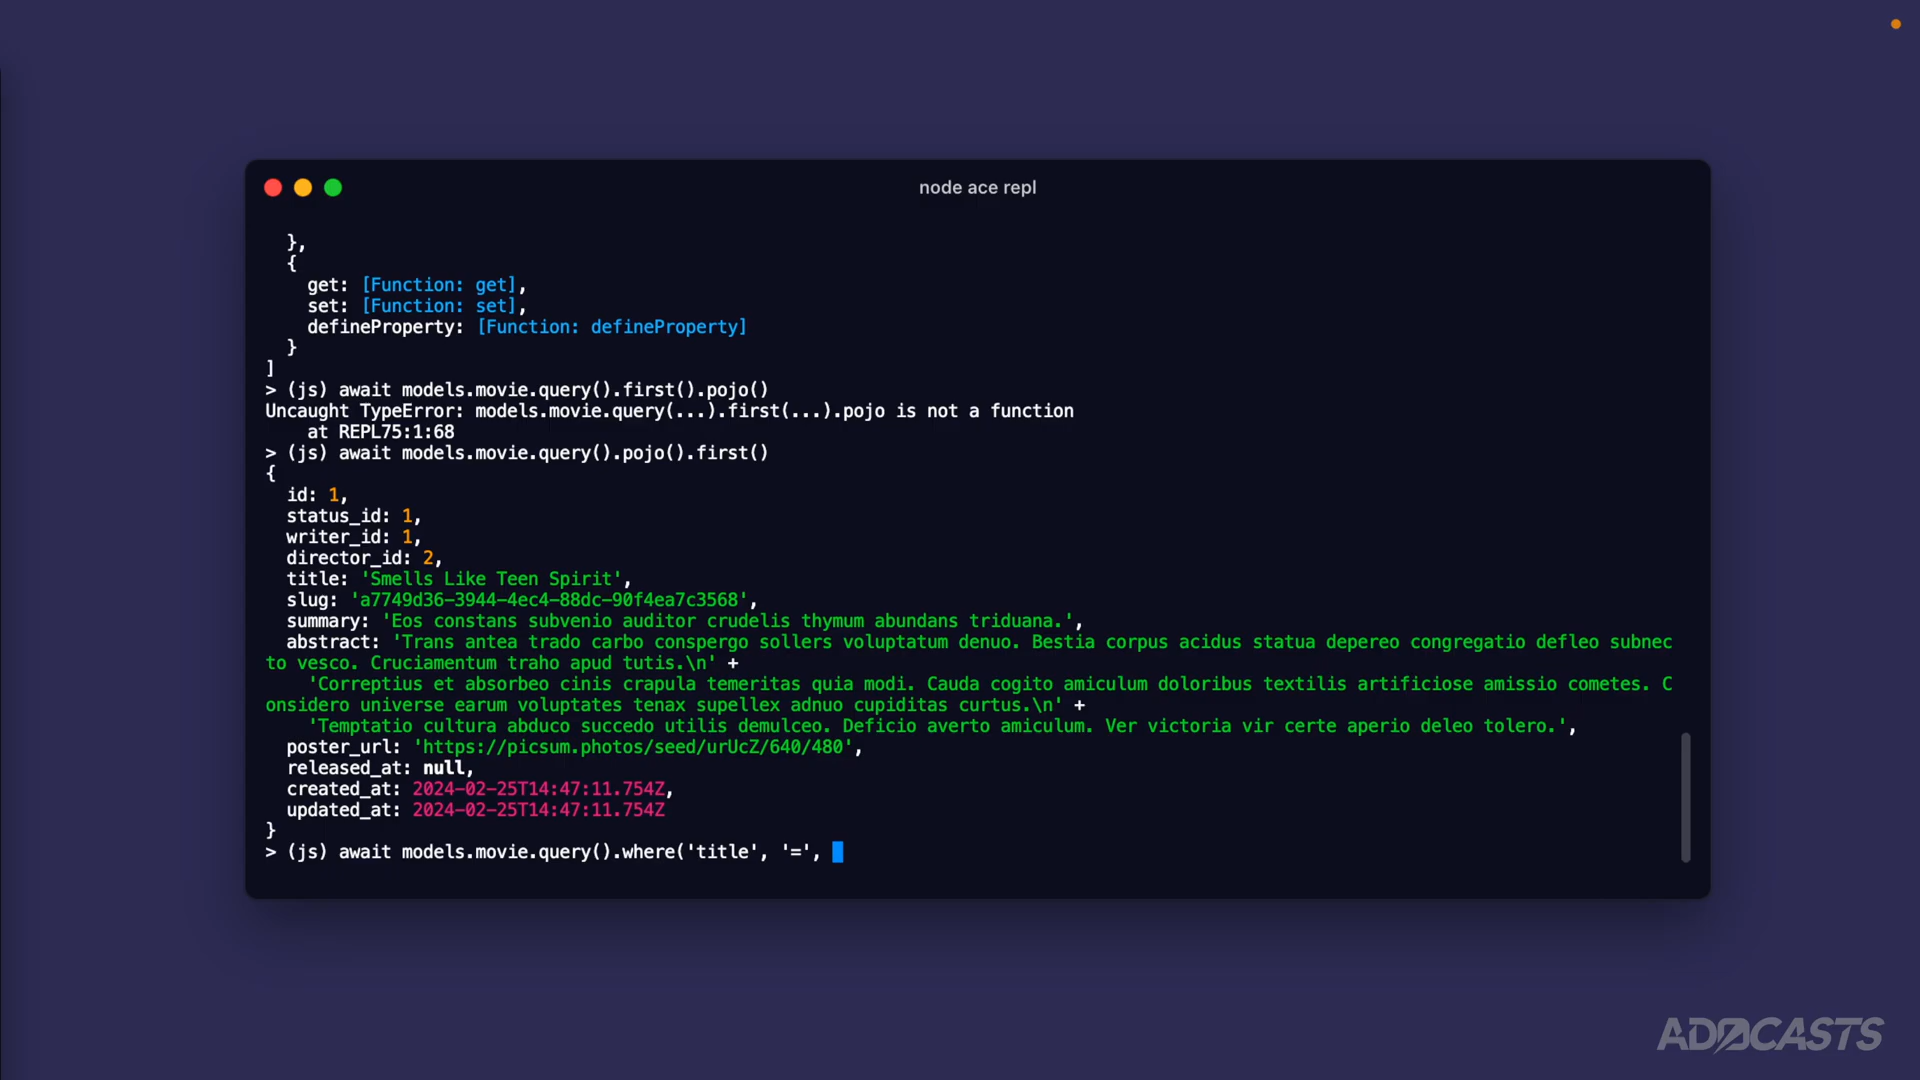 node ace repl
},
{
get: [Function: get],
set: [Function: set],
defineProperty: [Function: defineProperty]
}
]
> (js) await models.movie.query().first().pojo()
Uncaught TypeError: models.movie.query(...).first(...).pojo is not a function
at REPL75:1:68
> (js) await models.movie.query().pojo().first()
{
id: 1,
status_id: 1,
writer_id: 1,
director_id: 2,
title: 'Smells Like Teen Spirit',
slug: 'a7749d36-3944-4ec4-88dc-90f4ea7c3568',
summary: 'Eos constans subvenio auditor crudelis thymum abundans triduana.',
abstract: 'Trans antea trado carbo conspergo sollers voluptatum denuo. Bestia corpus acidus statua depereo congregatio defleo subnec
to vesco. Cruciamentum traho apud tutis.\n' +
'Correptius et absorbeo cinis crapula temeritas quia modi. Cauda cogito amiculum doloribus textilis artificiose amissio cometes. C
onsidero universe earum voluptates tenax supellex adnuo cupiditas curtus.\n' +
'Temptatio cultura abduco succedo utilis demulceo. Deficio averto amiculum. Ver victoria vir certe aperio deleo tolero.',
poster_url: 'https://picsum.photos/seed/urUcZ/640/480',
released_at: null,
created_at: 2024-02-25T14:47:11.754Z,
updated_at: 2024-02-25T14:47:11.754Z
}
> (js) await models.movie.query().where('title', '=',
ADOCASTS